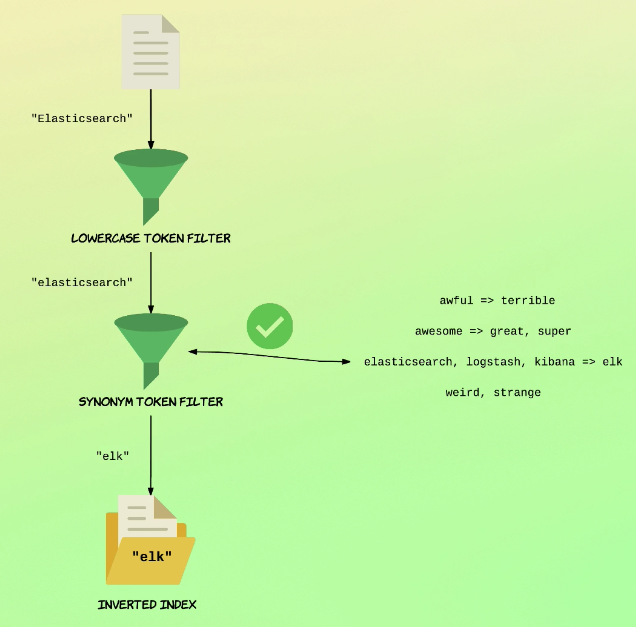 "Elasticsearch"
LOWERCASE TOKEN FILTER
"elasticsearch"
awful => terrible
awesome => great, super
elasticsearch, logstash, kibana => elk
weird, strange
SYNONYM TOKEN FILTER
"elk"
"elk"
INVERTED INDEX